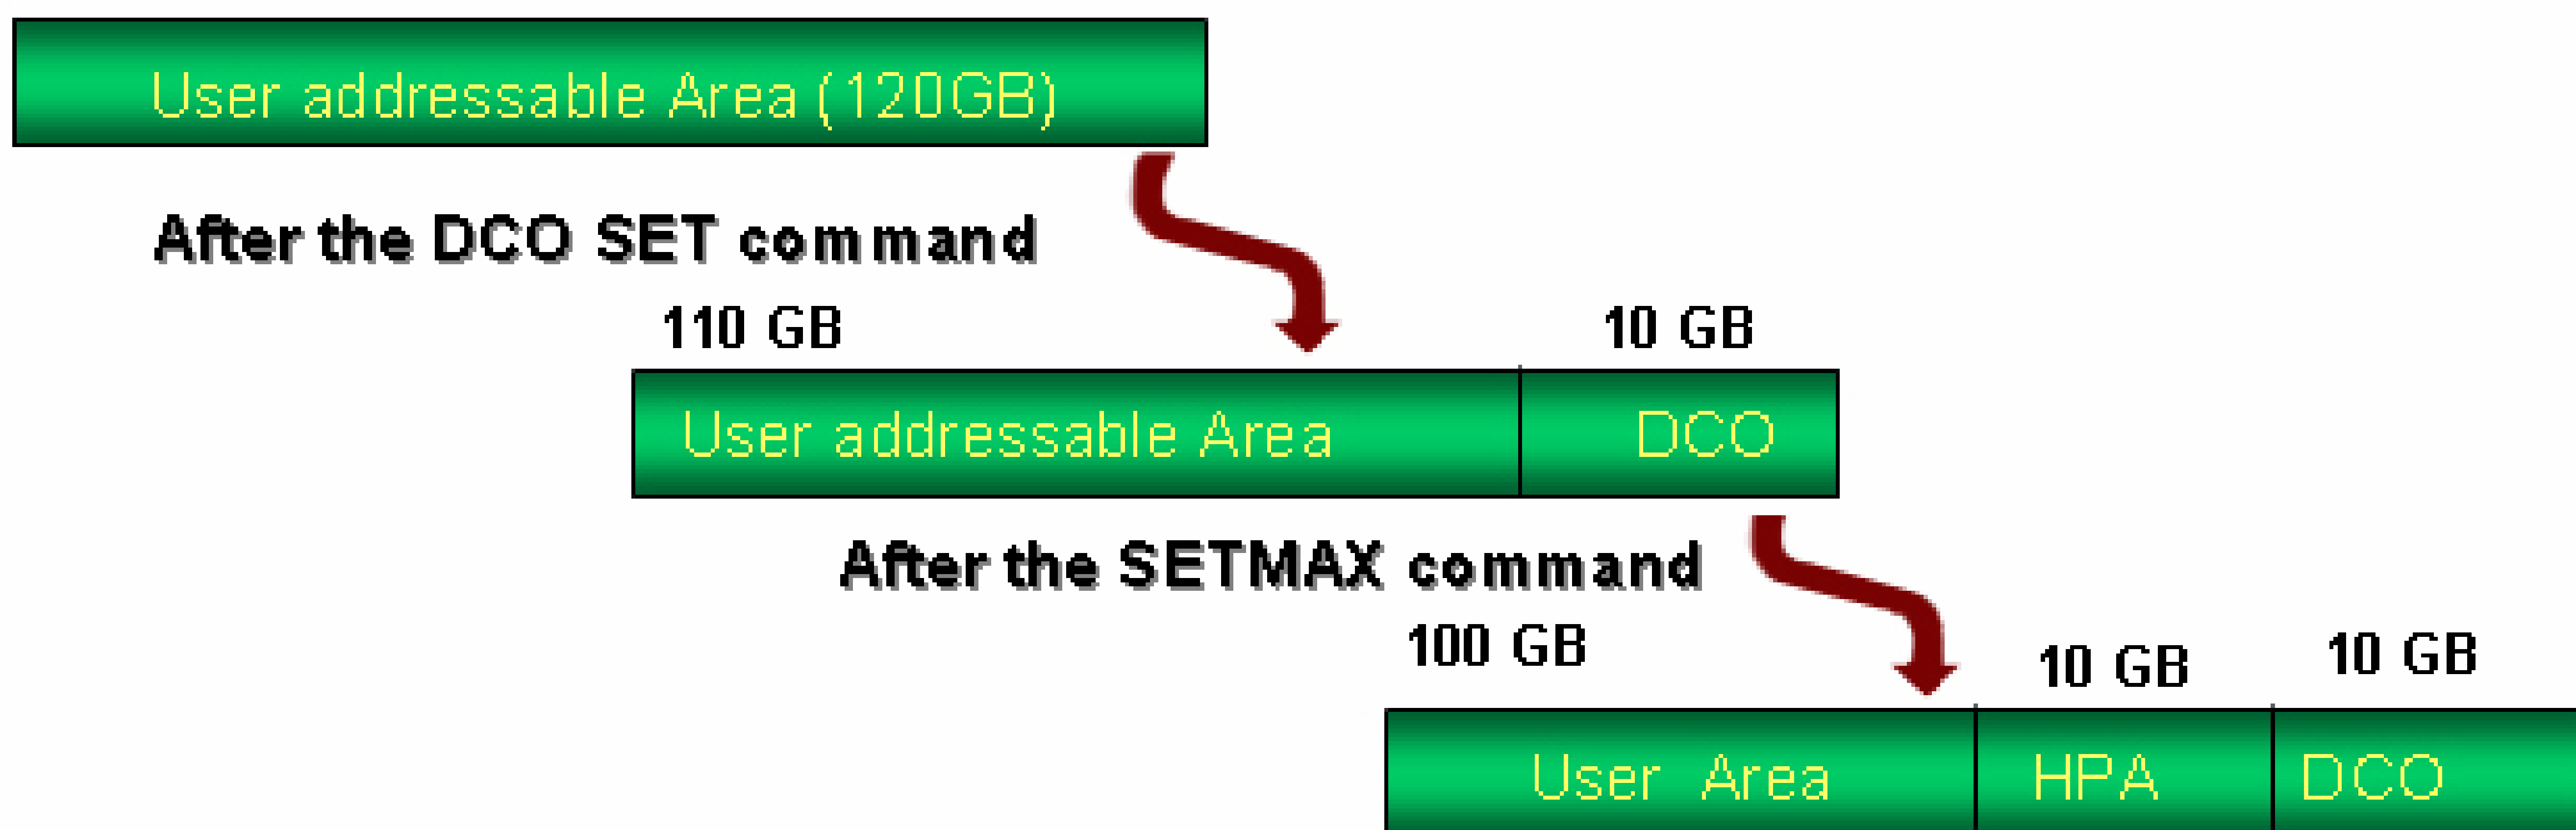 User addressable Area (120GB)
After the DCO SET command
110 GB
10 GB
User addressable Area
DCO
After the SETMAX command
100 GB
10 GB
10 GB
User Area
HPA
DCO